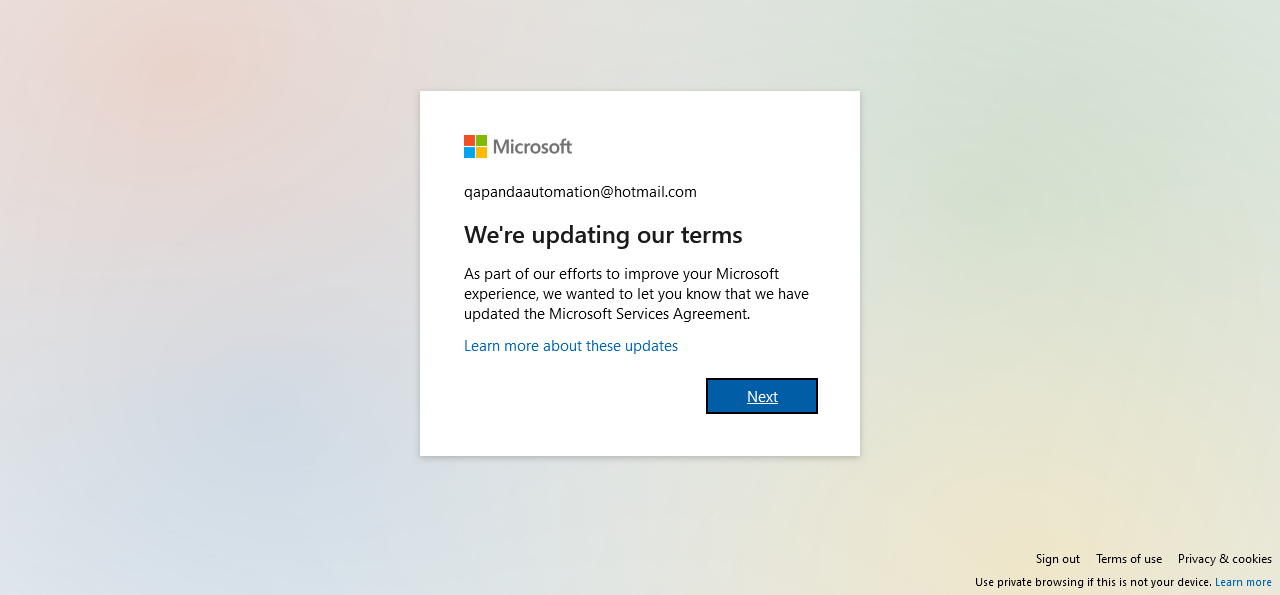 Microsoft
qapandaautomation@hotmail.com
We're updating our terms
As part of our efforts to improve your Microsoft
experience, we wanted to let you know that we have
updated the Microsoft Services Agreement.
Learn more about these updates
Next
Sign out Terms of use Privacy & cookies
Use private browsing if this is not your device. Learn more